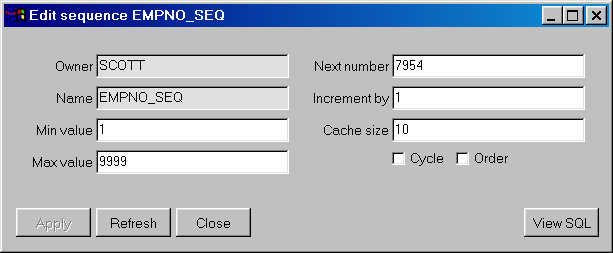 Edit sequence EMPNO_SEQ
Owner SCOTT Next number 7954
Name EMPNO_SEQ Increment by 1
Min value 1 Cache size 10
Max value 9999 Cycle Order
Apply Refresh Close View SQL